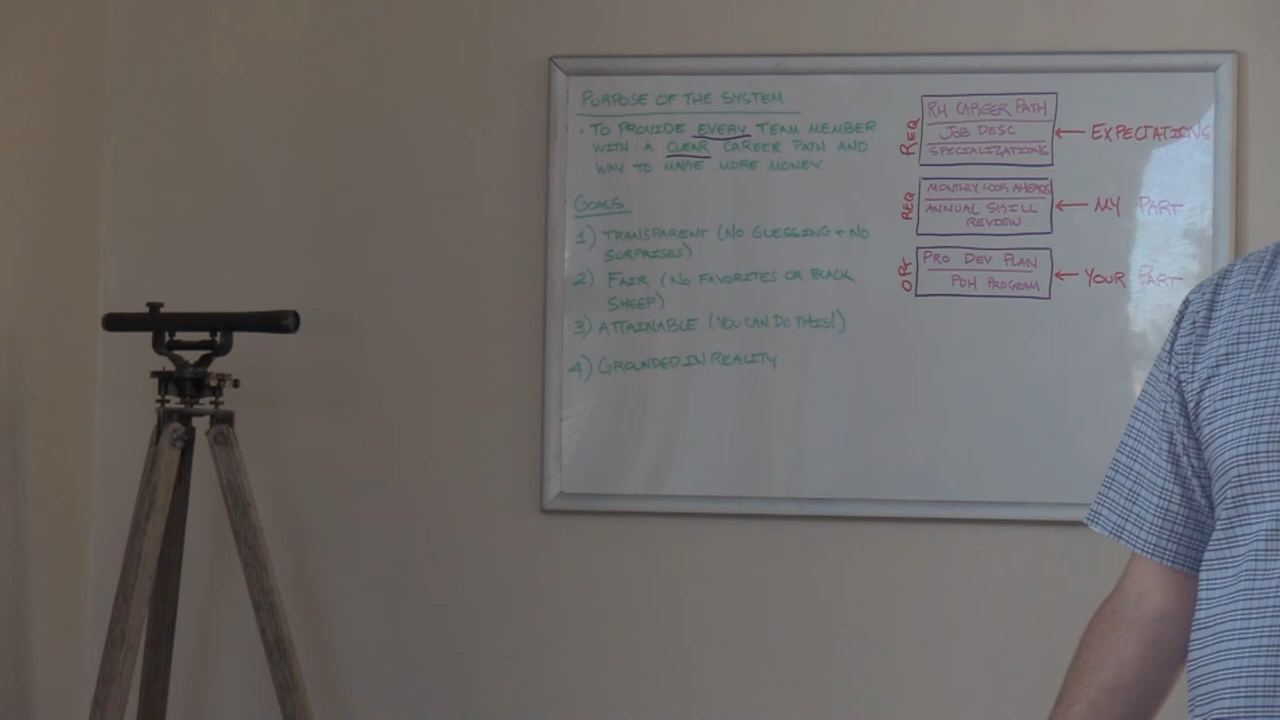 PURPOSE OF THE SYSTEM
• TO PROVIDE EVERY TEAM MEMBER
WITH A CLEAR CAREER PATH AND
WAY TO MAKE MORE MONEY.
GOALS
1) TRANSPARENT (NO GUESSING + NO
SURPRISES)
2) FAIR (NO FAVORITES OR BLACK
SHEEP)
3) ATTAINABLE (YOU CAN DO THIS!)
4) GROUNDED IN REALITY
REQ
RH CAREER PATH
JOB DESC
SPECIALIZATIONS
← EXPECTATIONS
REQ
MONTHLY LOOK AHEADS
ANNUAL SKILL
REVIEW
← MY PART
OPT
PRO DEV PLAN
PDH PROGRAM
← YOUR PART